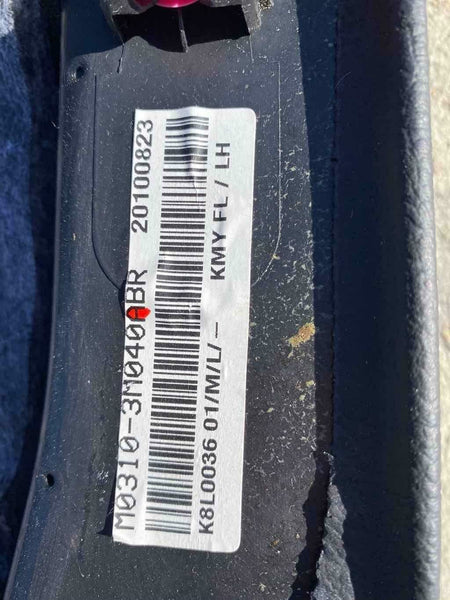 M0310-3M040ABR 20100823
K8L0036 01/M/L/- KMY FL / LH